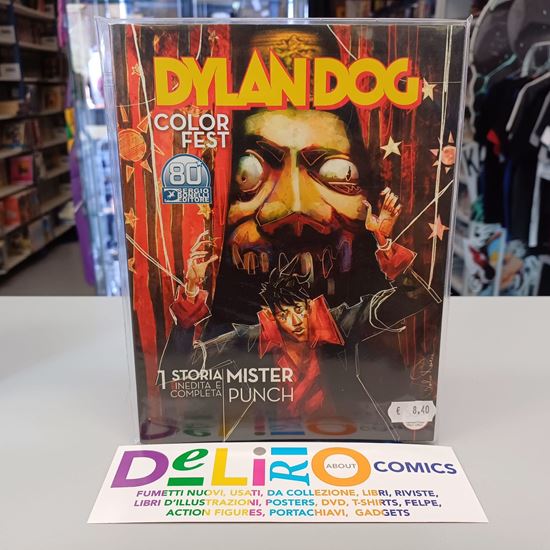 DYLAN DOG
COLOR
FEST
80
SERGIO
BONELLI
EDITORE
1 STORIA
INEDITA E
COMPLETA
MISTER
PUNCH
€ 8,40
DeLiRiO ABOUT COMICS
FUMETTI NUOVI, USATI, DA COLLEZIONE, LIBRI, RIVISTE,
LIBRI D'ILLUSTRAZIONI, POSTERS, DVD, T-SHIRTS, FELPE,
ACTION FIGURES, PORTACHIAVI, GADGETS